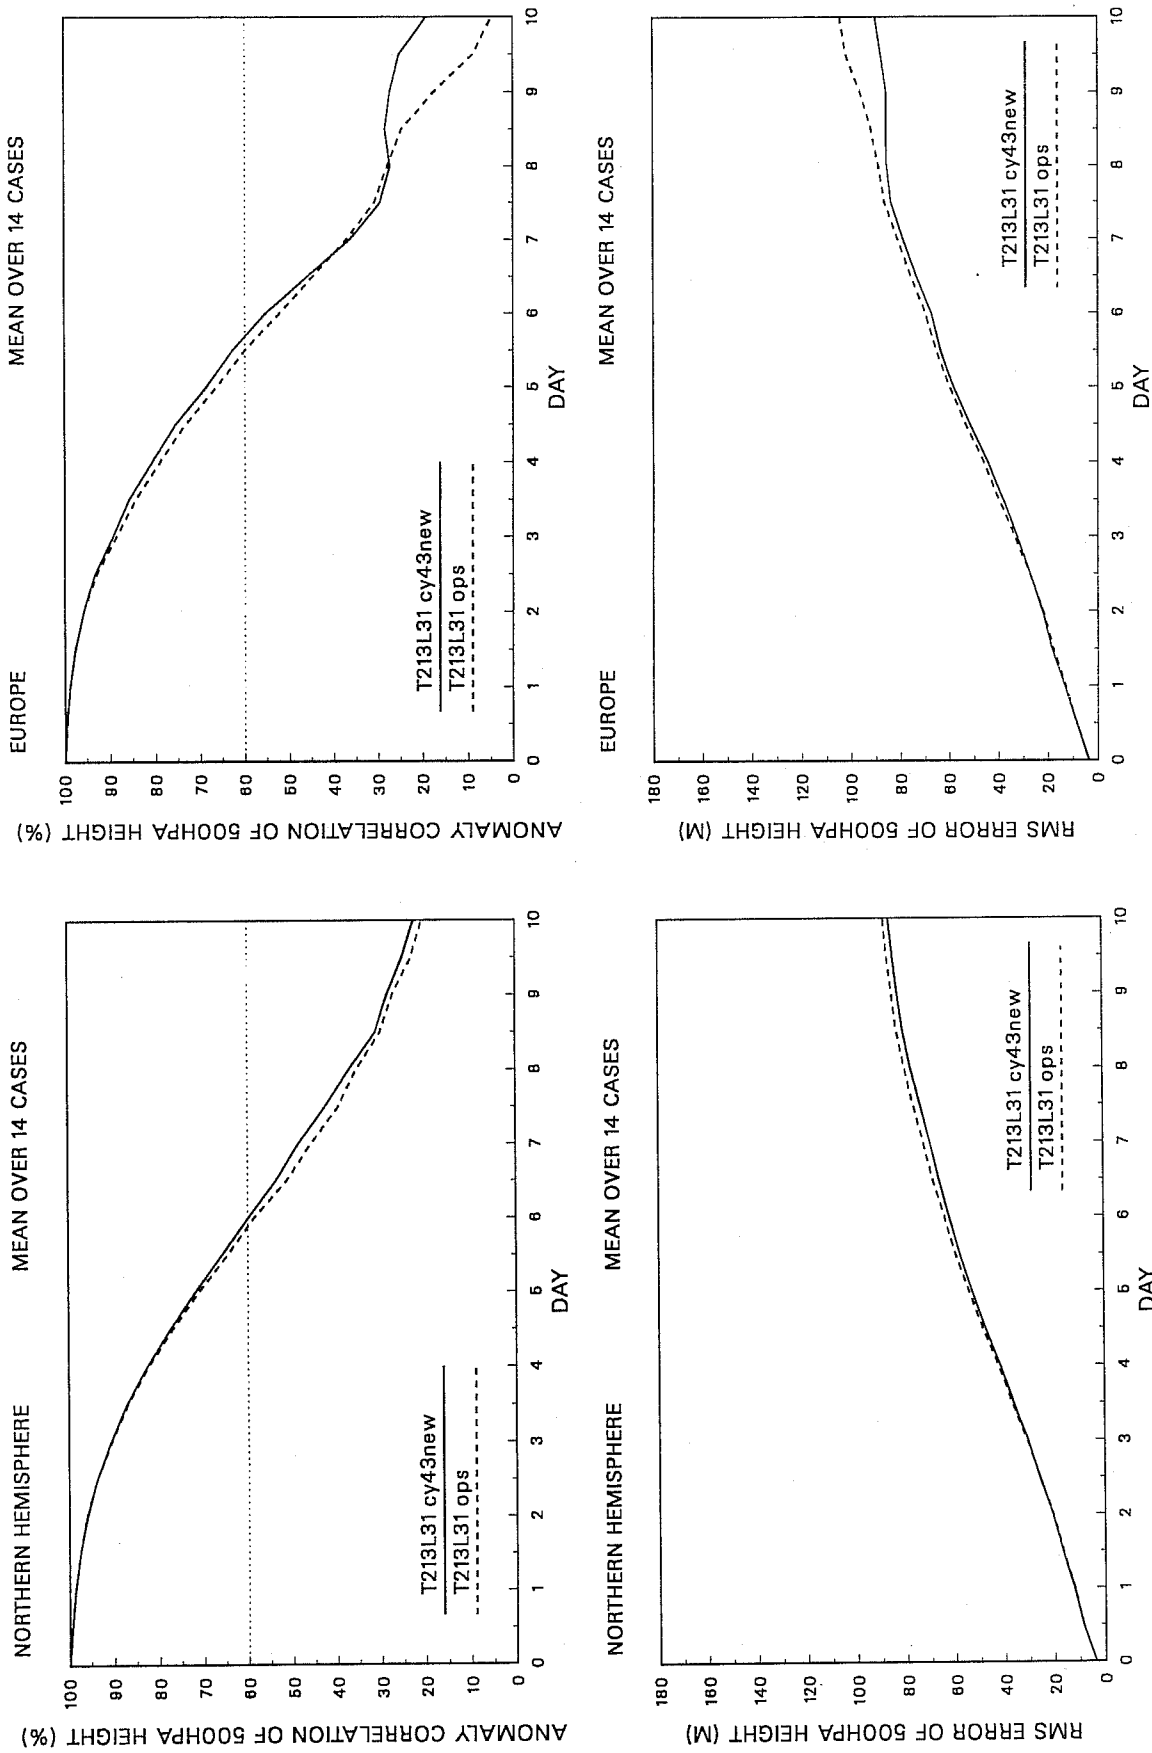 EUROPE MEAN OVER 14 CASES
ANOMALY CORRELATION OF 500HPA HEIGHT (%)
100
90
80
70
60
50
40
30
20
10
0
T213L31 cy43new
T213L31 ops
0 1 2 3 4 5 6 7 8 9 10
DAY
EUROPE MEAN OVER 14 CASES
RMS ERROR OF 500HPA HEIGHT (M)
180
160
140
120
100
80
60
40
20
0
T213L31 cy43new
T213L31 ops
0 1 2 3 4 5 6 7 8 9 10
DAY
NORTHERN HEMISPHERE MEAN OVER 14 CASES
ANOMALY CORRELATION OF 500HPA HEIGHT (%)
100
90
80
70
60
50
40
30
20
10
0
T213L31 cy43new
T213L31 ops
0 1 2 3 4 5 6 7 8 9 10
DAY
NORTHERN HEMISPHERE MEAN OVER 14 CASES
RMS ERROR OF 500HPA HEIGHT (M)
180
160
140
120
100
80
60
40
20
0
T213L31 cy43new
T213L31 ops
0 1 2 3 4 5 6 7 8 9 10
DAY